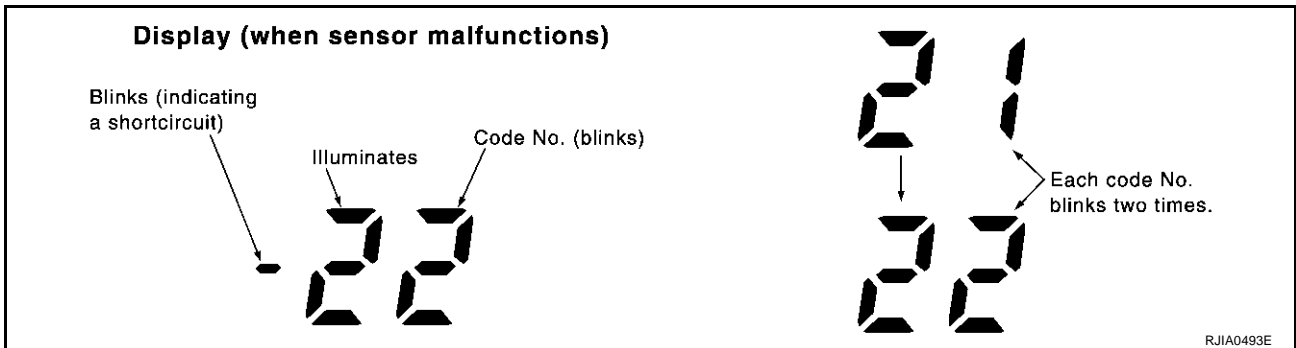 Display (when sensor malfunctions)
Blinks (indicating
a shortcircuit)
Illuminates
Code No. (blinks)
-22
21
22
Each code No.
blinks two times.
RJIA0493E